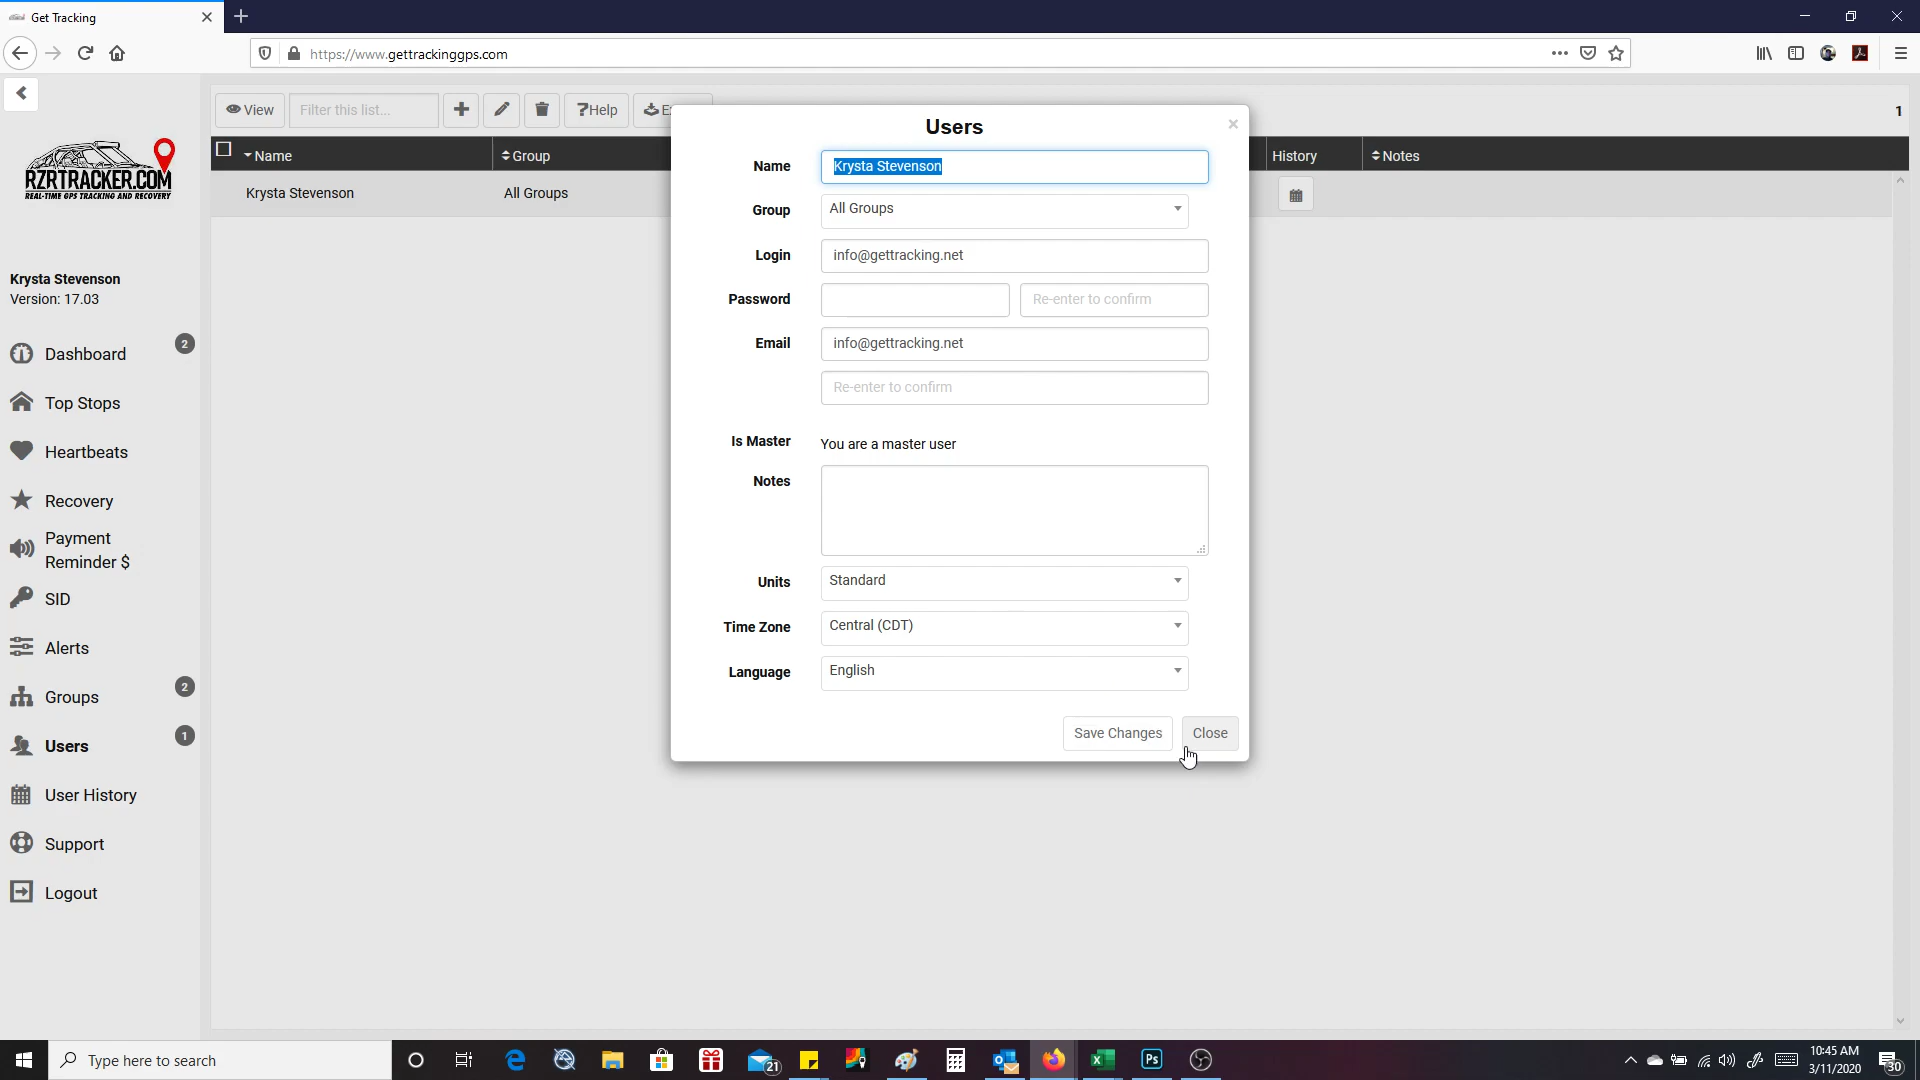 Get Tracking
https://www.gettrackinggps.com
View
Filter this list...
?Help
1
Name
Group
History
Notes
Krysta Stevenson
All Groups
RZRTRACKER.COM
REAL-TIME GPS TRACKING AND RECOVERY
Krysta Stevenson
Version: 17.03
Dashboard
2
Top Stops
Heartbeats
Recovery
Payment
Reminder $
SID
Alerts
Groups
2
Users
1
User History
Support
Logout
Users
×
Name
Krysta Stevenson
Group
All Groups
Login
info@gettracking.net
Password
Re-enter to confirm
Email
info@gettracking.net
Re-enter to confirm
Is Master
You are a master user
Notes
Units
Standard
Time Zone
Central (CDT)
Language
English
Save Changes
Close
Type here to search
21
Ps
10:45 AM
3/11/2020
30